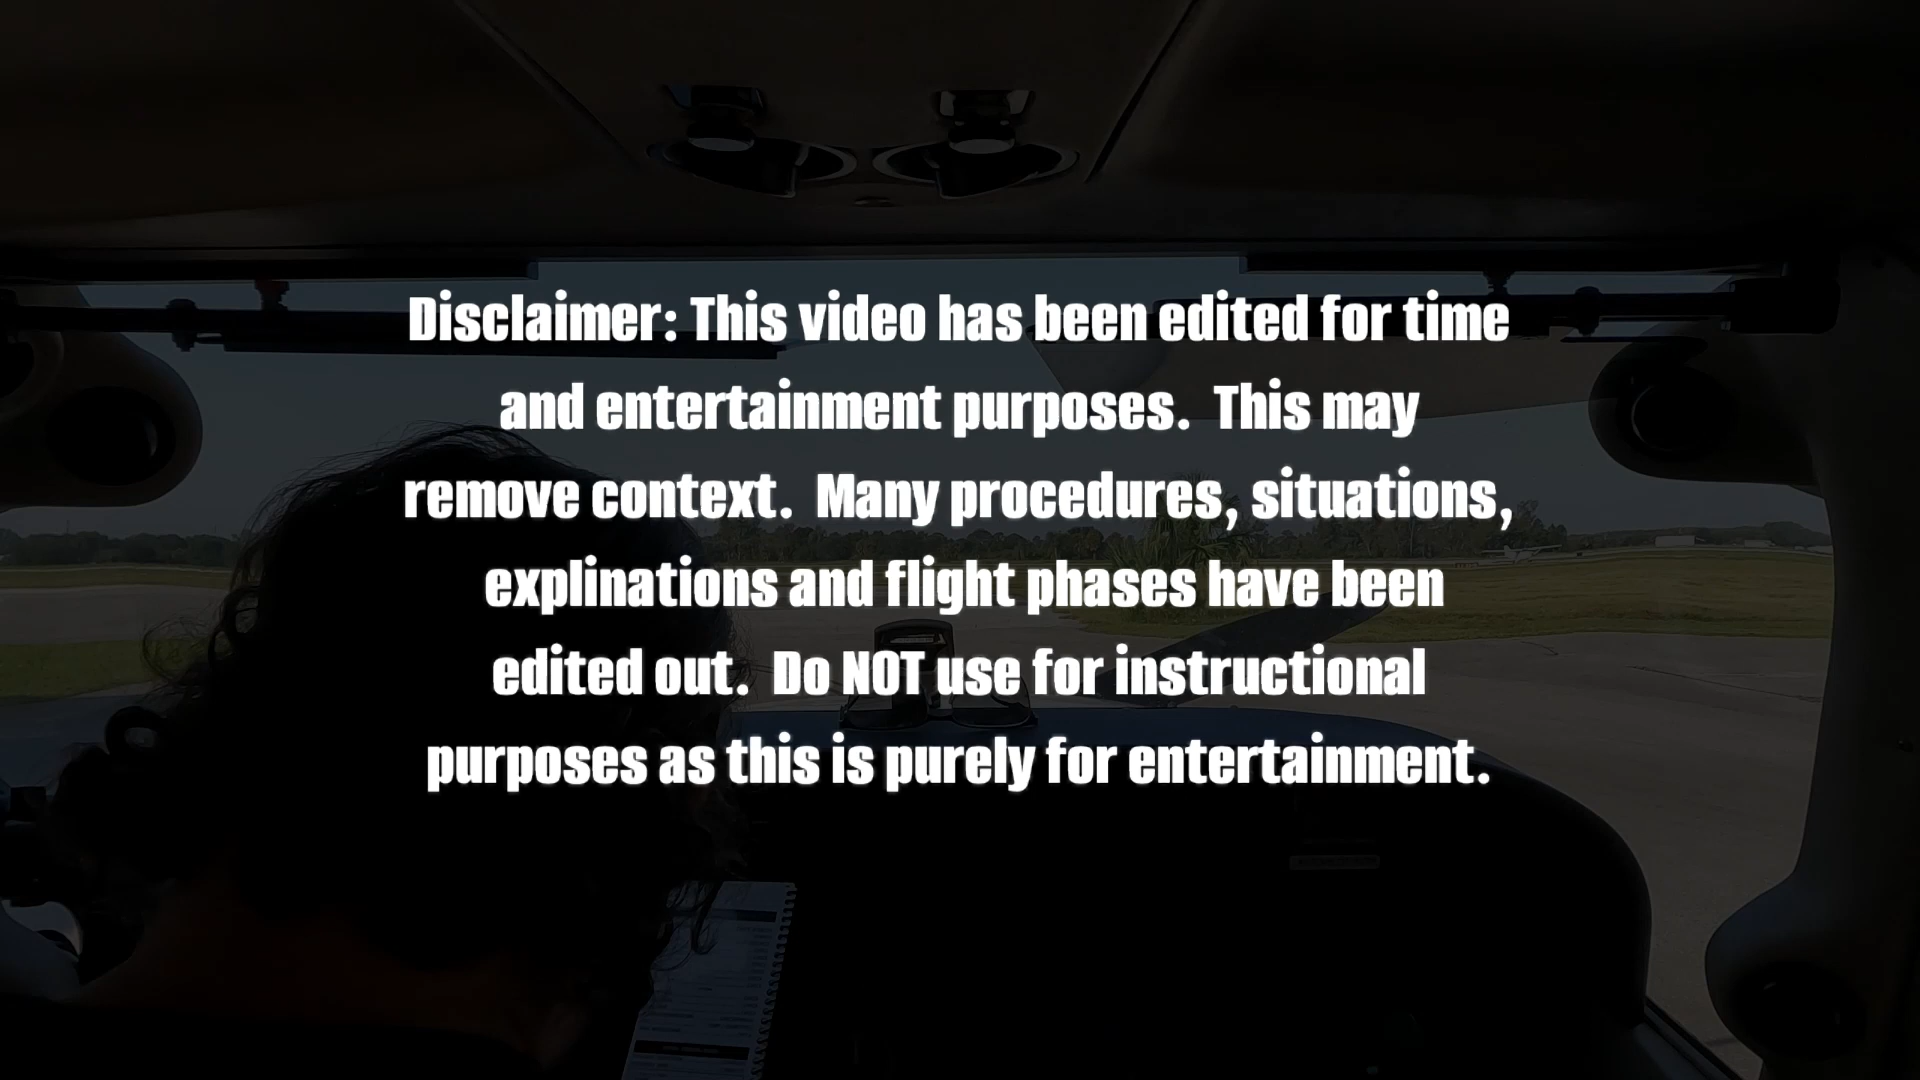 Disclaimer: This video has been edited for time
and entertainment purposes.  This may
remove context.  Many procedures, situations,
explinations and flight phases have been
edited out.  Do NOT use for instructional
purposes as this is purely for entertainment.